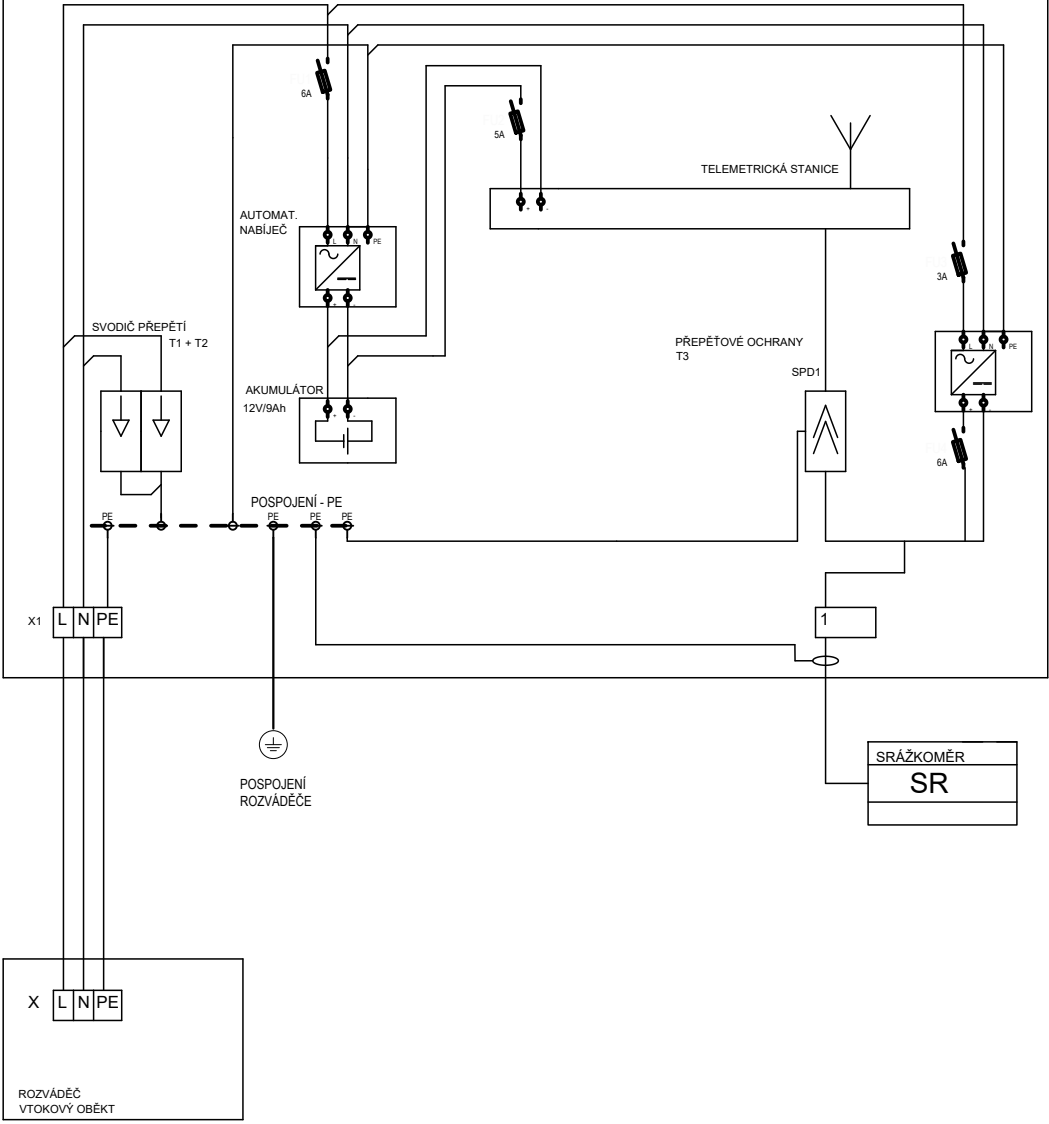 6A
5A
TELEMETRICKÁ STANICE
+ -
AUTOMAT.
NABÍJEČ
L N PE
3A
+ -
SVODIČ PŘEPĚTÍ
T1 + T2
PŘEPĚŤOVÉ OCHRANY
T3
SPD1
L N PE
AKUMULÁTOR
12V/9Ah
+ -
+ -
6A
POSPOJENÍ - PE
PE PE PE PE
X1 L N PE
1
POSPOJENÍ
ROZVÁDĚČE
SRÁŽKOMĚR
SR
X L N PE
ROZVÁDĚČ
VTOKOVÝ OBĚKT